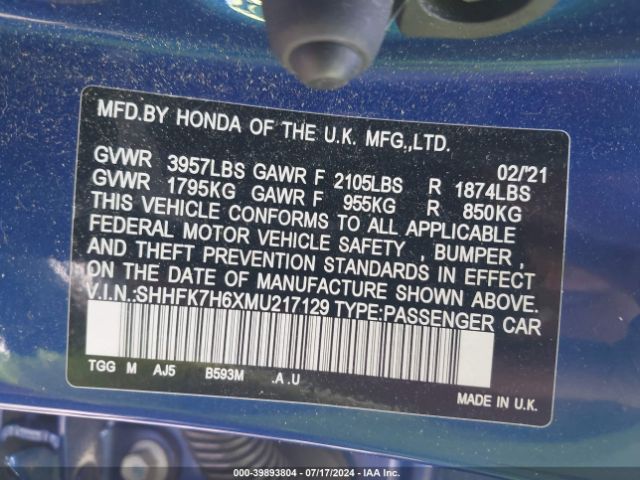 MFD.BY HONDA OF THE U.K. MFG.,LTD.
02/'21
GVWR 3957LBS GAWR F 2105LBS R 1874LBS
GVWR 1795KG GAWR F 955KG R 850KG
THIS VEHICLE CONFORMS TO ALL APPLICABLE
FEDERAL MOTOR VEHICLE SAFETY , BUMPER ,
AND THEFT PREVENTION STANDARDS IN EFFECT
ON THE DATE OF MANUFACTURE SHOWN ABOVE.
V.I.N.:SHHFK7H6XMU217129 TYPE:PASSENGER CAR
TGG M AJ5 B593M .A .U
MADE IN U.K.
000-39893804 | 07/17/2024 | IAA Inc.